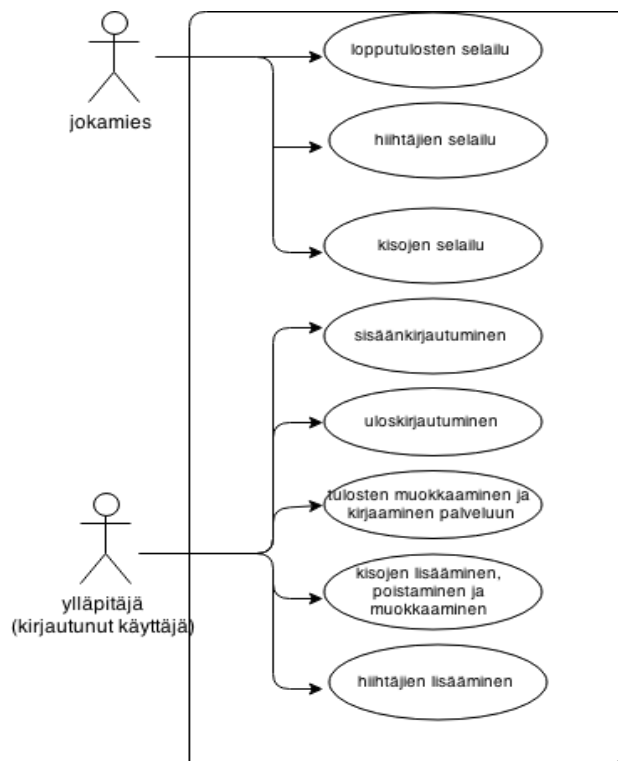 lopputulosten selailu
jokamies
hiihtäjien selailu
kisojen selailu
sisäänkirjautuminen
uloskirjautuminen
tulosten muokkaaminen ja
kirjaaminen palveluun
kisojen lisääminen,
poistaminen ja
muokkaaminen
ylläpitäjä
(kirjautunut käyttäjä)
hiihtäjien lisääminen